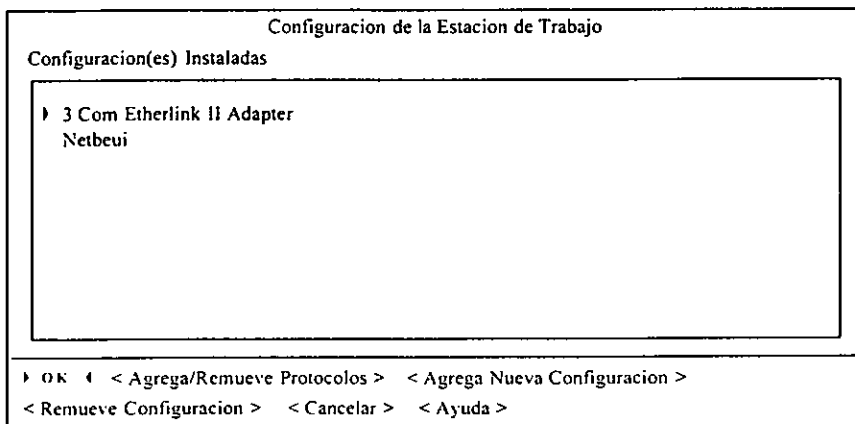 Configuracion de la Estacion de Trabajo
Configuracion(es) Instaladas
3 Com Etherlink II Adapter
Netbeui
OK < Agrega/Remueve Protocolos > < Agrega Nueva Configuracion >
< Remueve Configuracion > < Cancelar > < Ayuda >